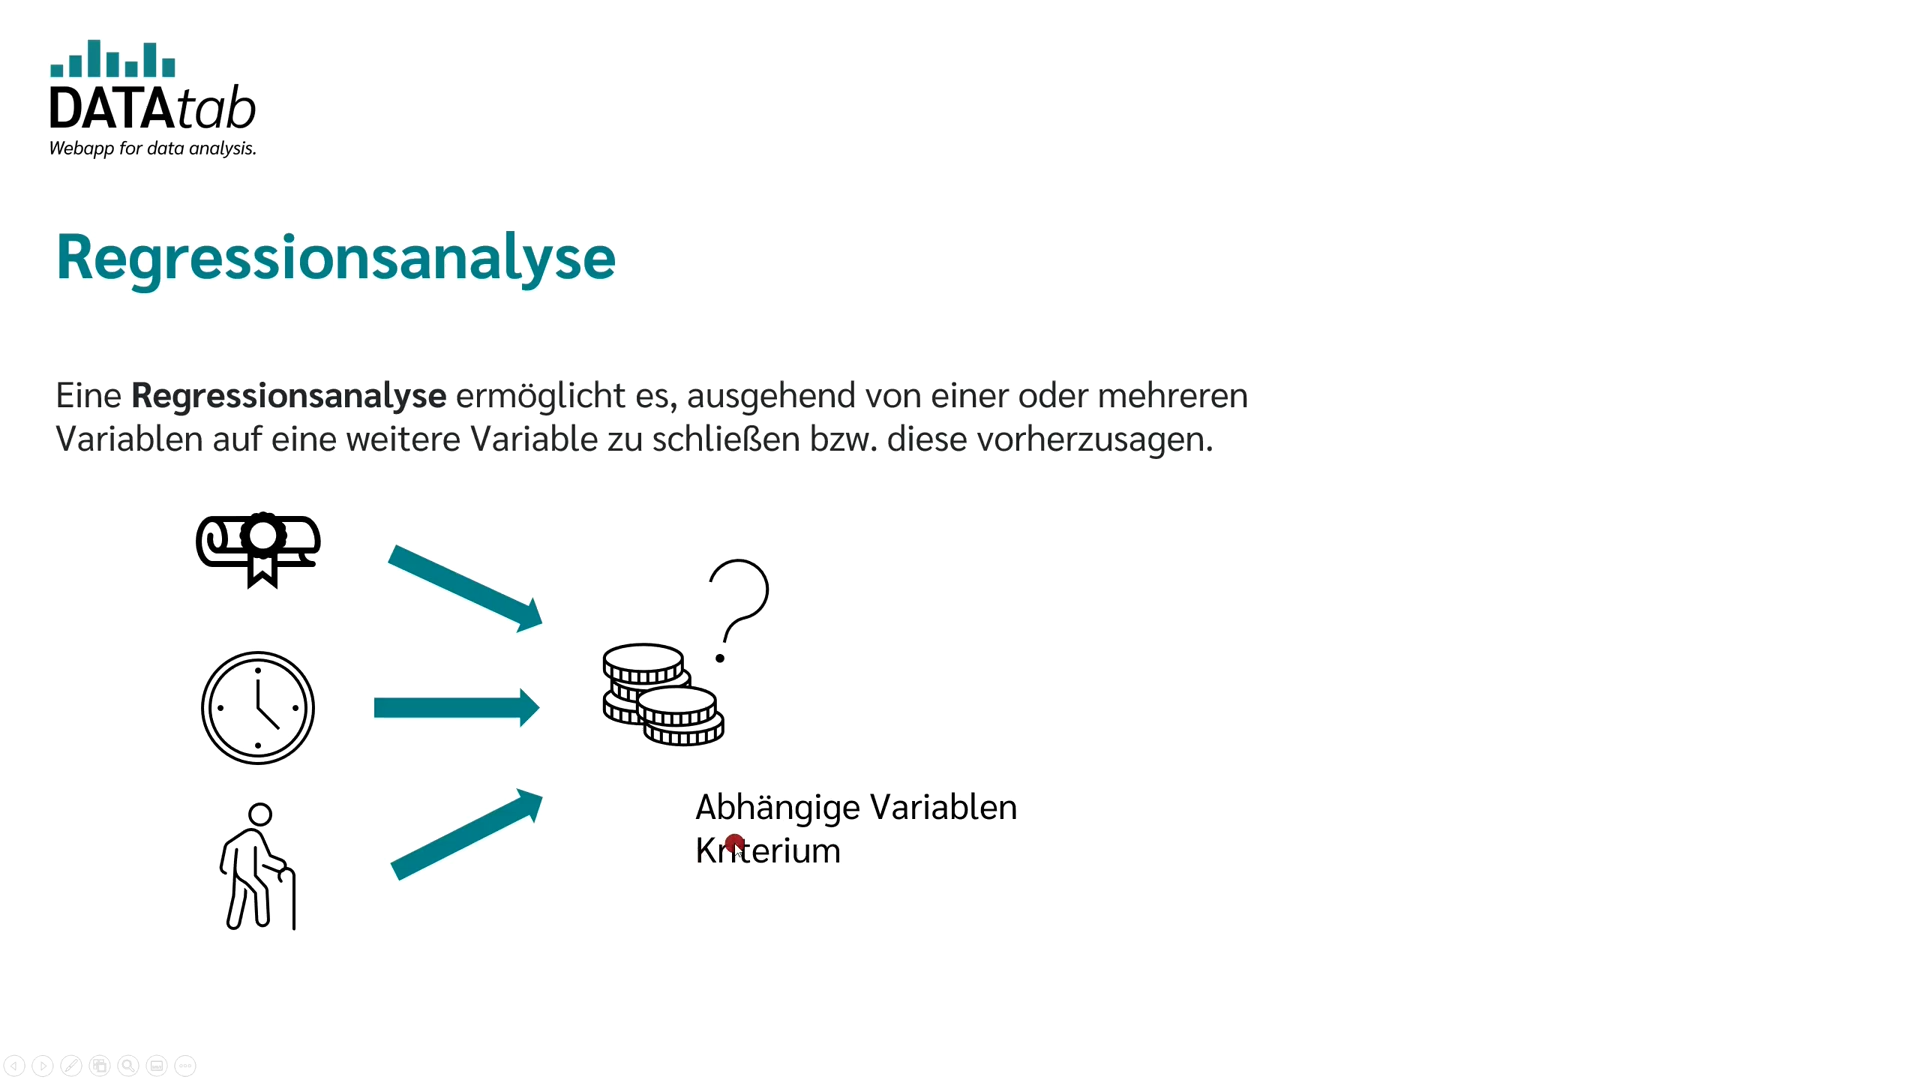 DATAtab
Webapp for data analysis.
Regressionsanalyse
Eine Regressionsanalyse ermöglicht es, ausgehend von einer oder mehreren
Variablen auf eine weitere Variable zu schließen bzw. diese vorherzusagen.
?
Abhängige Variablen
Kriterium